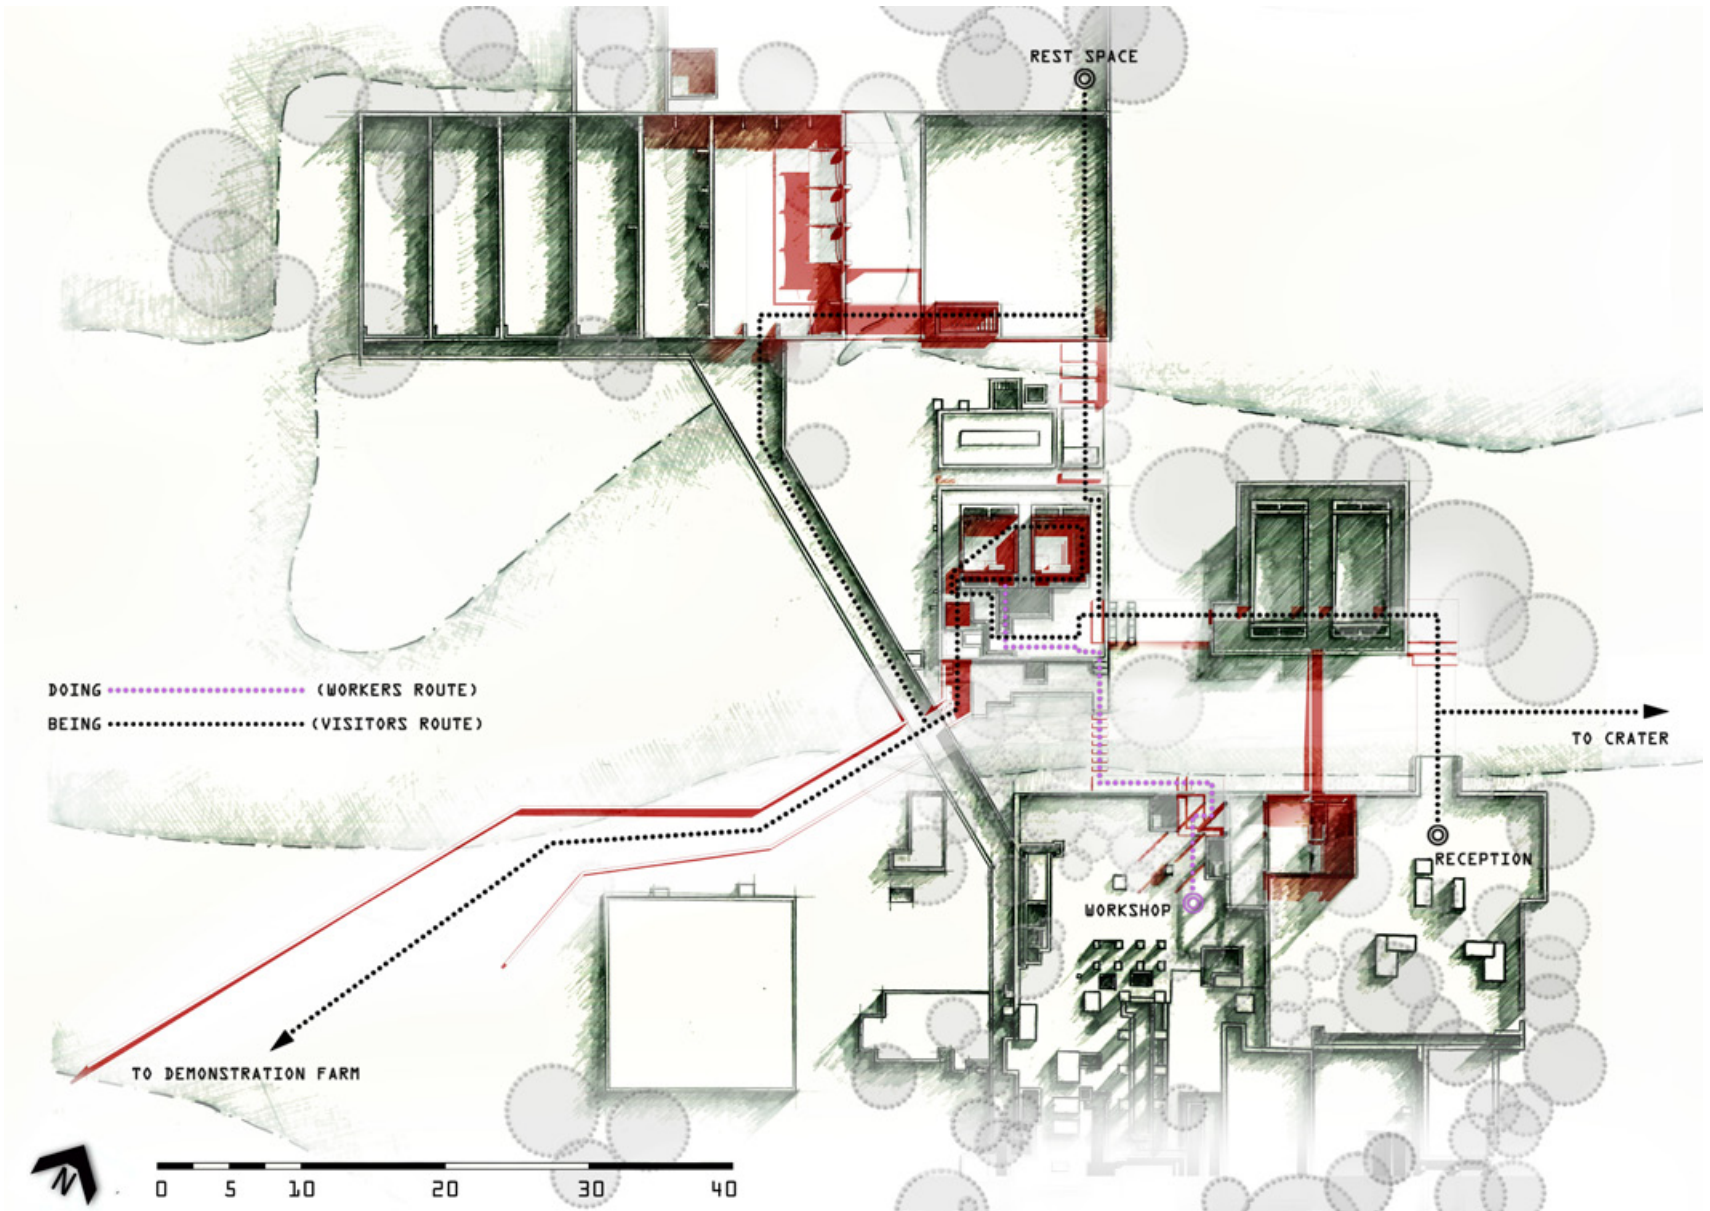 REST SPACE
DOING (WORKERS ROUTE)
BEING (VISITORS ROUTE)
TO CRATER
RECEPTION
WORKSHOP
TO DEMONSTRATION FARM
N
0 5 10 20 30 40